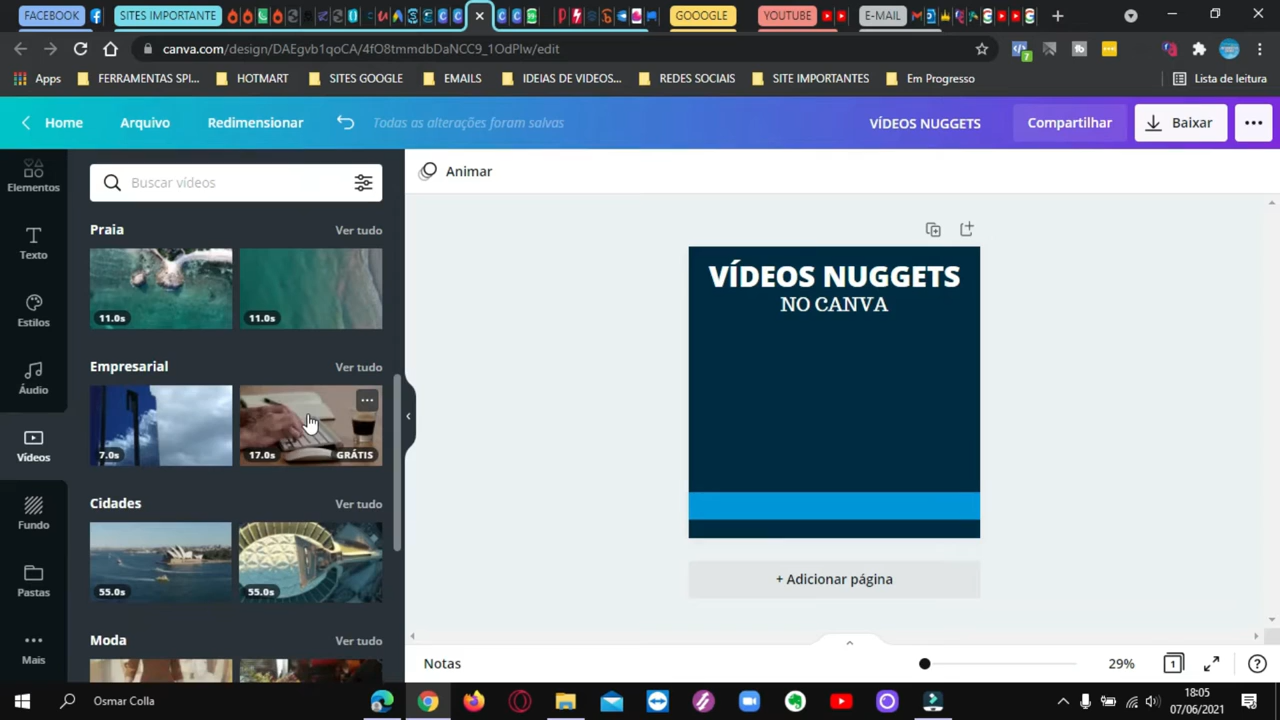 FACEBOOK
SITES IMPORTANTE
GOOOGLE
YOUTUBE
E-MAIL
canva.com/design/DAEgvb1qoCA/4fO8tmmdbDaNCC9_1OdPIw/edit
7
Apps
FERRAMENTAS SPI...
HOTMART
SITES GOOGLE
EMAILS
IDEIAS DE VIDEOS...
REDES SOCIAIS
SITE IMPORTANTES
Em Progresso
Lista de leitura
Home
Arquivo
Redimensionar
Todas as alterações foram salvas
VÍDEOS NUGGETS
Compartilhar
Baixar
Elementos
Texto
Estilos
Áudio
Vídeos
Fundo
Pastas
Mais
Buscar vídeos
Praia
Ver tudo
11.0s
11.0s
Empresarial
Ver tudo
7.0s
17.0s
GRÁTIS
Cidades
Ver tudo
55.0s
55.0s
Moda
Ver tudo
Animar
VÍDEOS NUGGETS
NO CANVA
+ Adicionar página
Notas
29%
1
Osmar Colla
18:05
07/06/2021